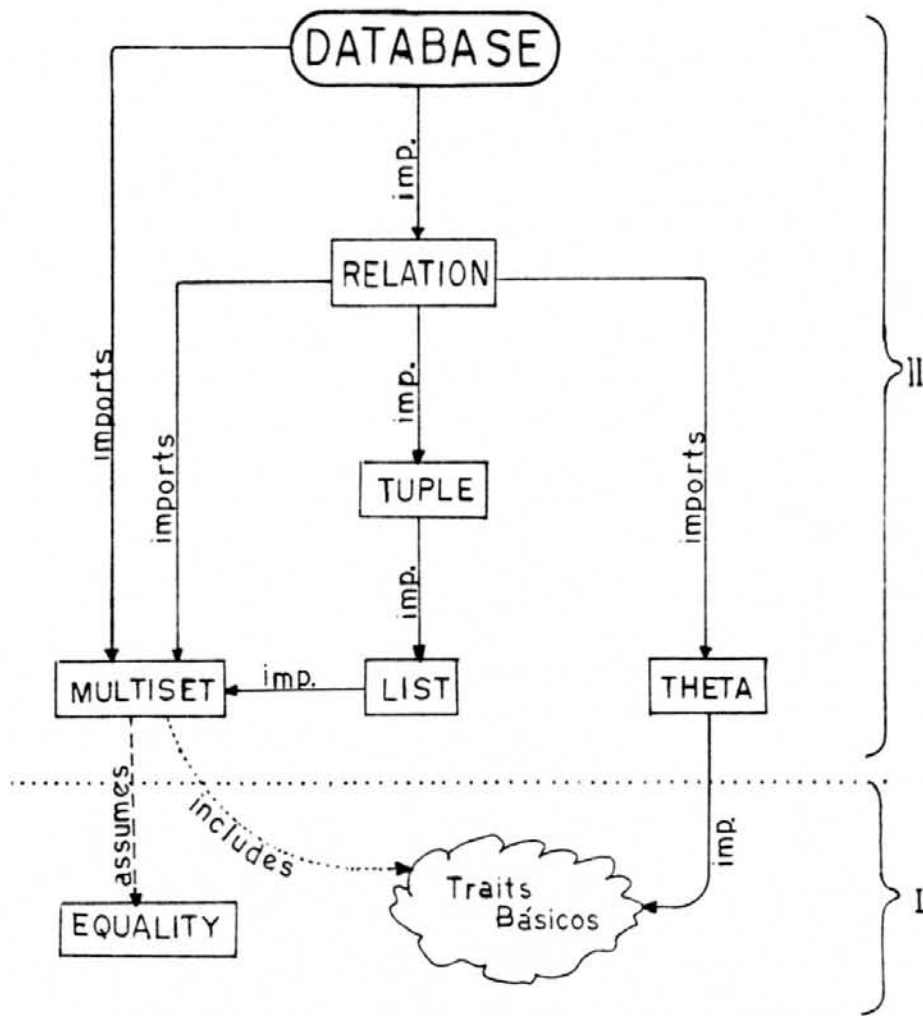 DATABASE
imp.
RELATION
imports
imports
imp.
imports
II
TUPLE
imp.
MULTISET
imp.
LIST
THETA
assumes
includes
imp.
Traits
Básicos
EQUALITY
I